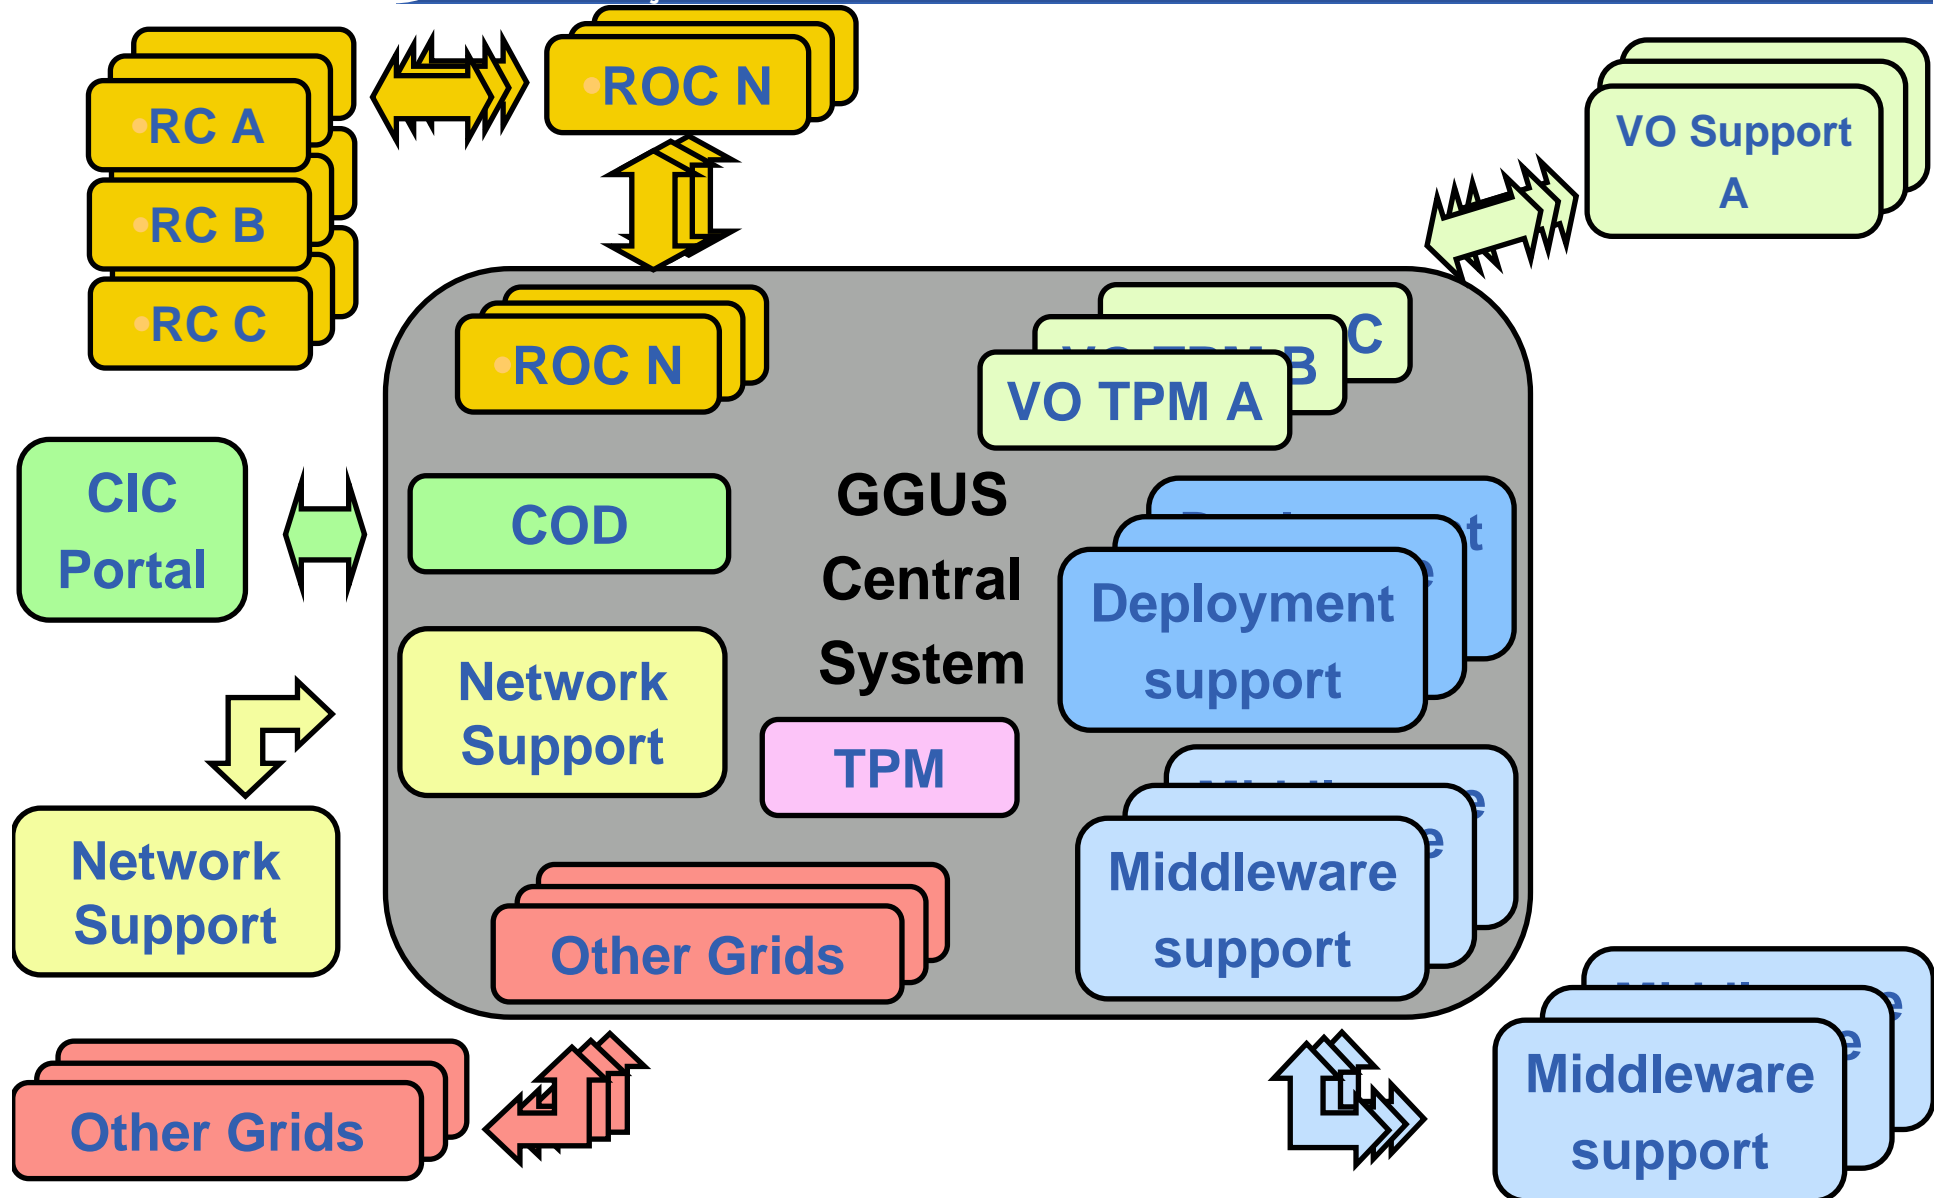 •RC A
•RC B
•RC C
•ROC N
VO Support
A
•ROC N
C
B
VO TPM A
CIC
Portal
COD
GGUS
Central
System
Deployment
support
Network
Support
TPM
Network
Support
Middleware
support
Other Grids
Other Grids
Middleware
support